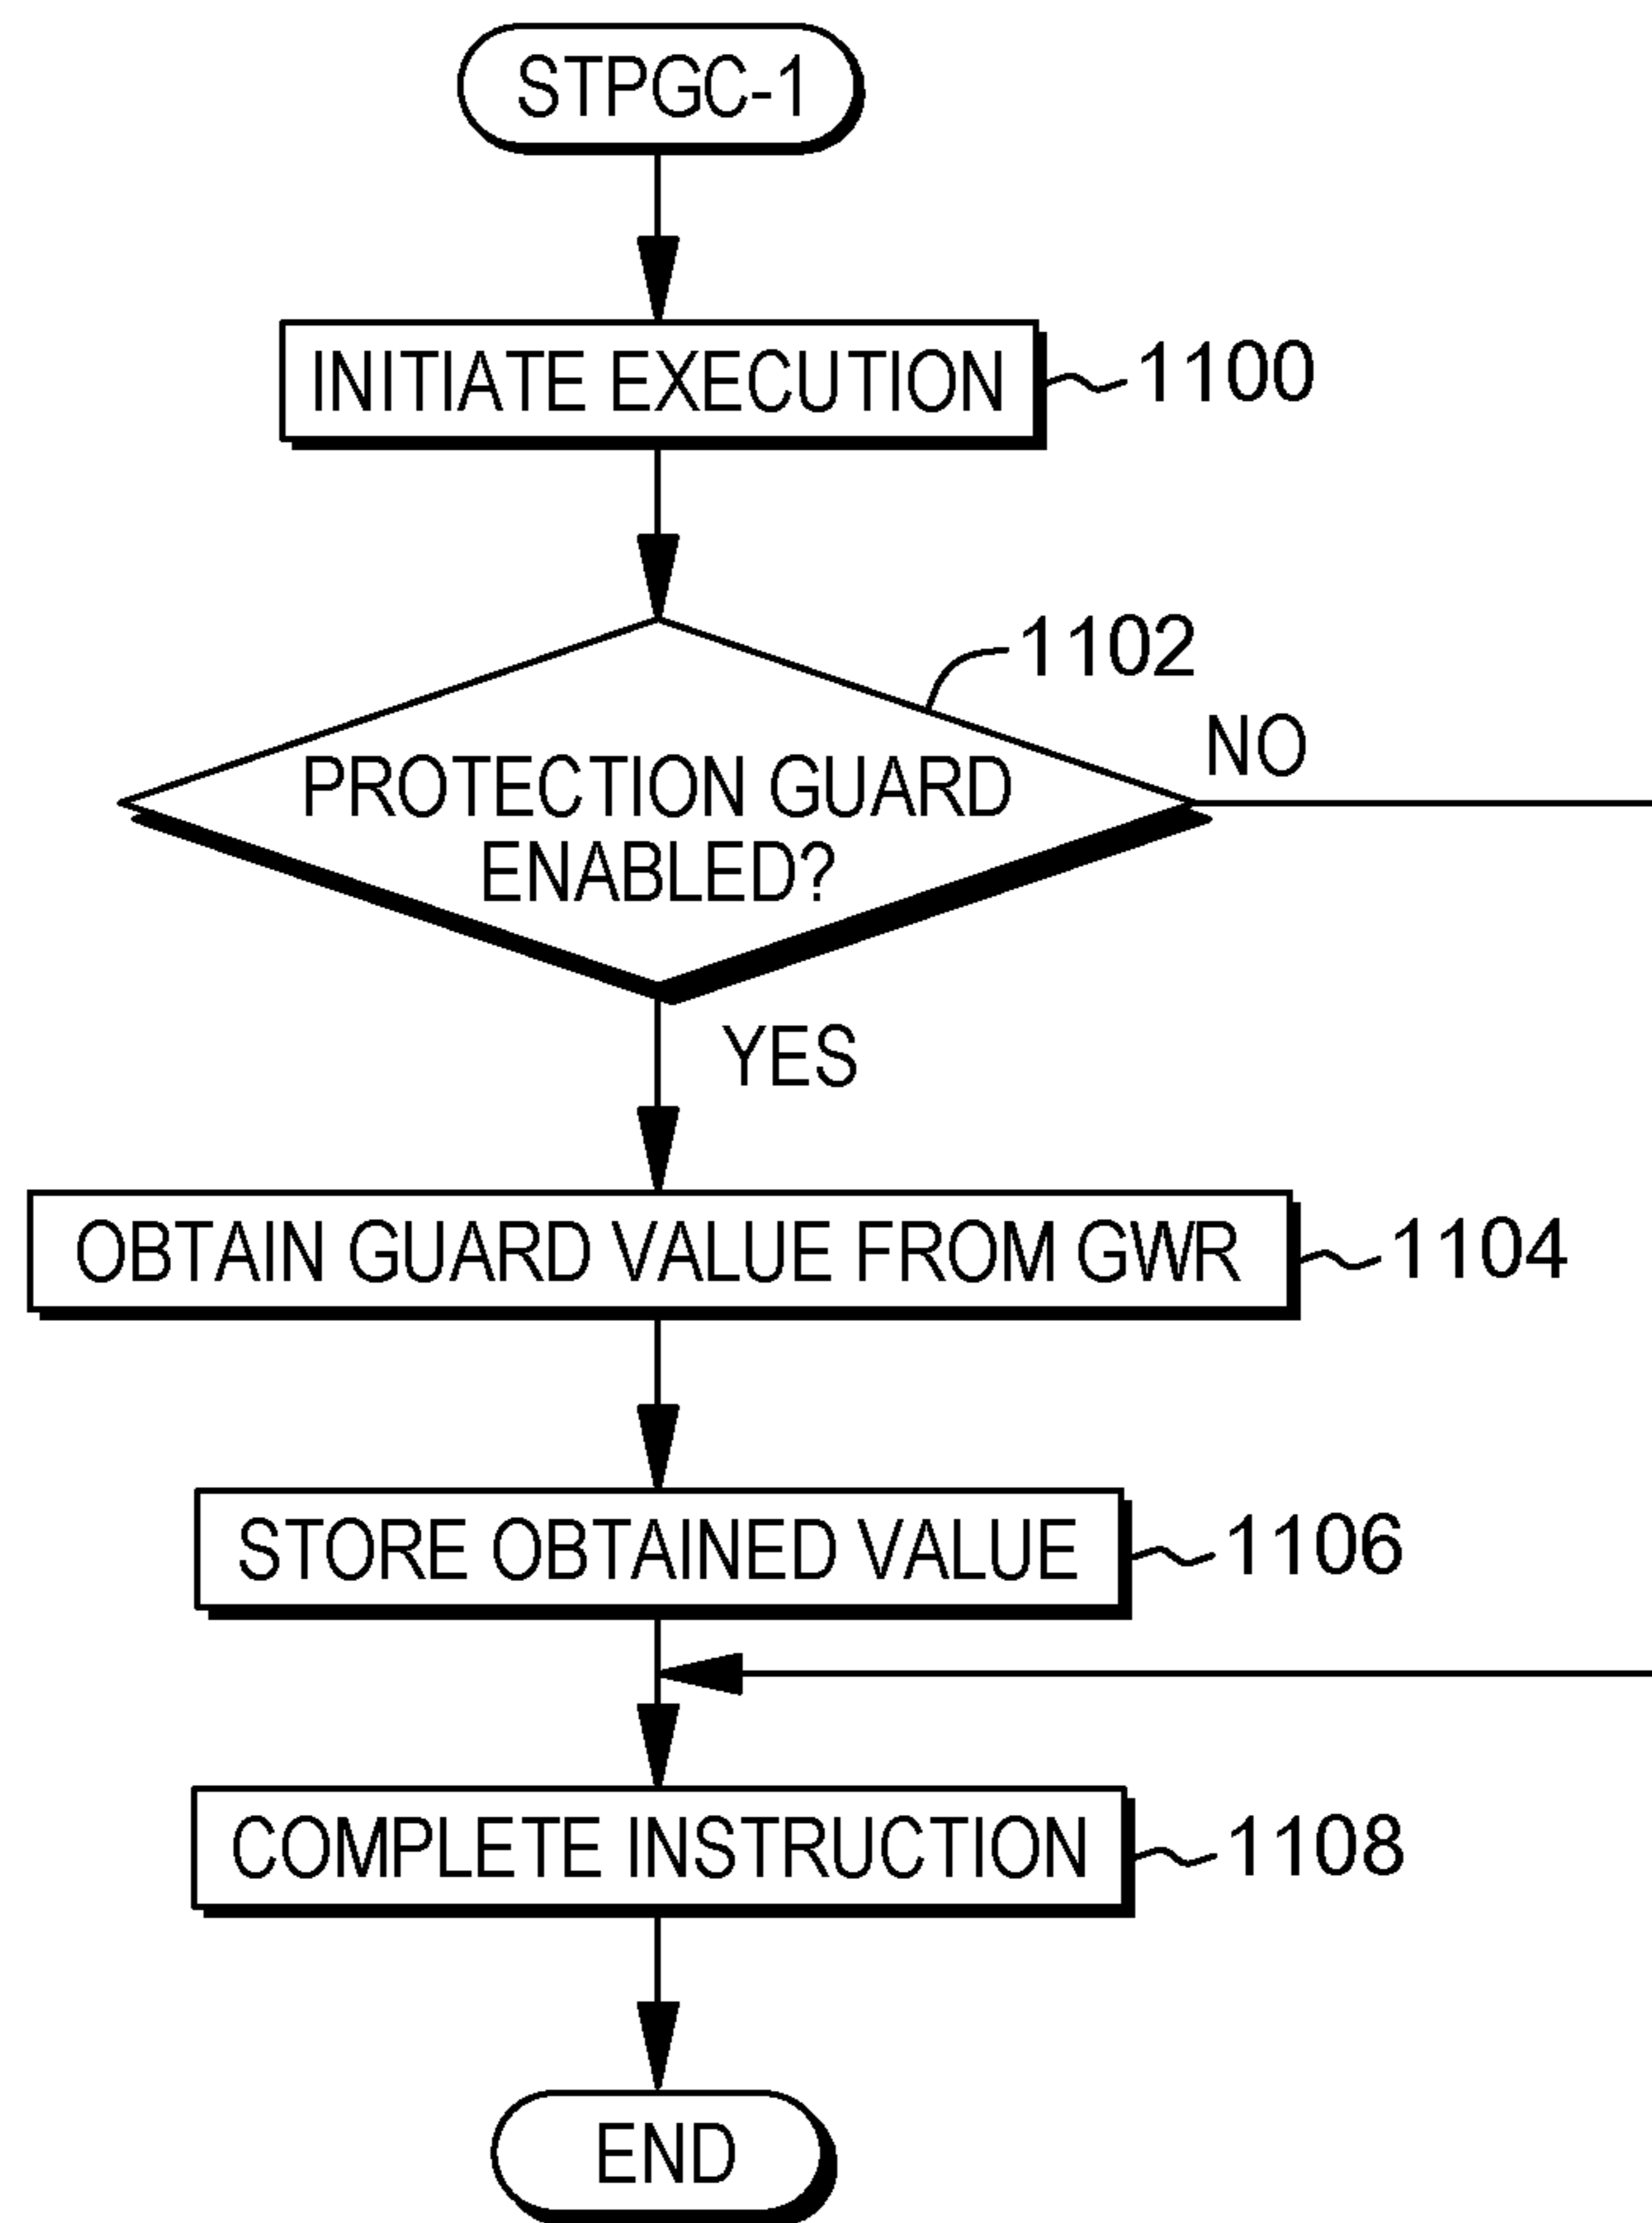 STPGC-1
INITIATE EXECUTION
1100
1102
NO
PROTECTION GUARD
ENABLED?
YES
OBTAIN GUARD VALUE FROM GWR
1104
STORE OBTAINED VALUE
1106
COMPLETE INSTRUCTION
1108
END